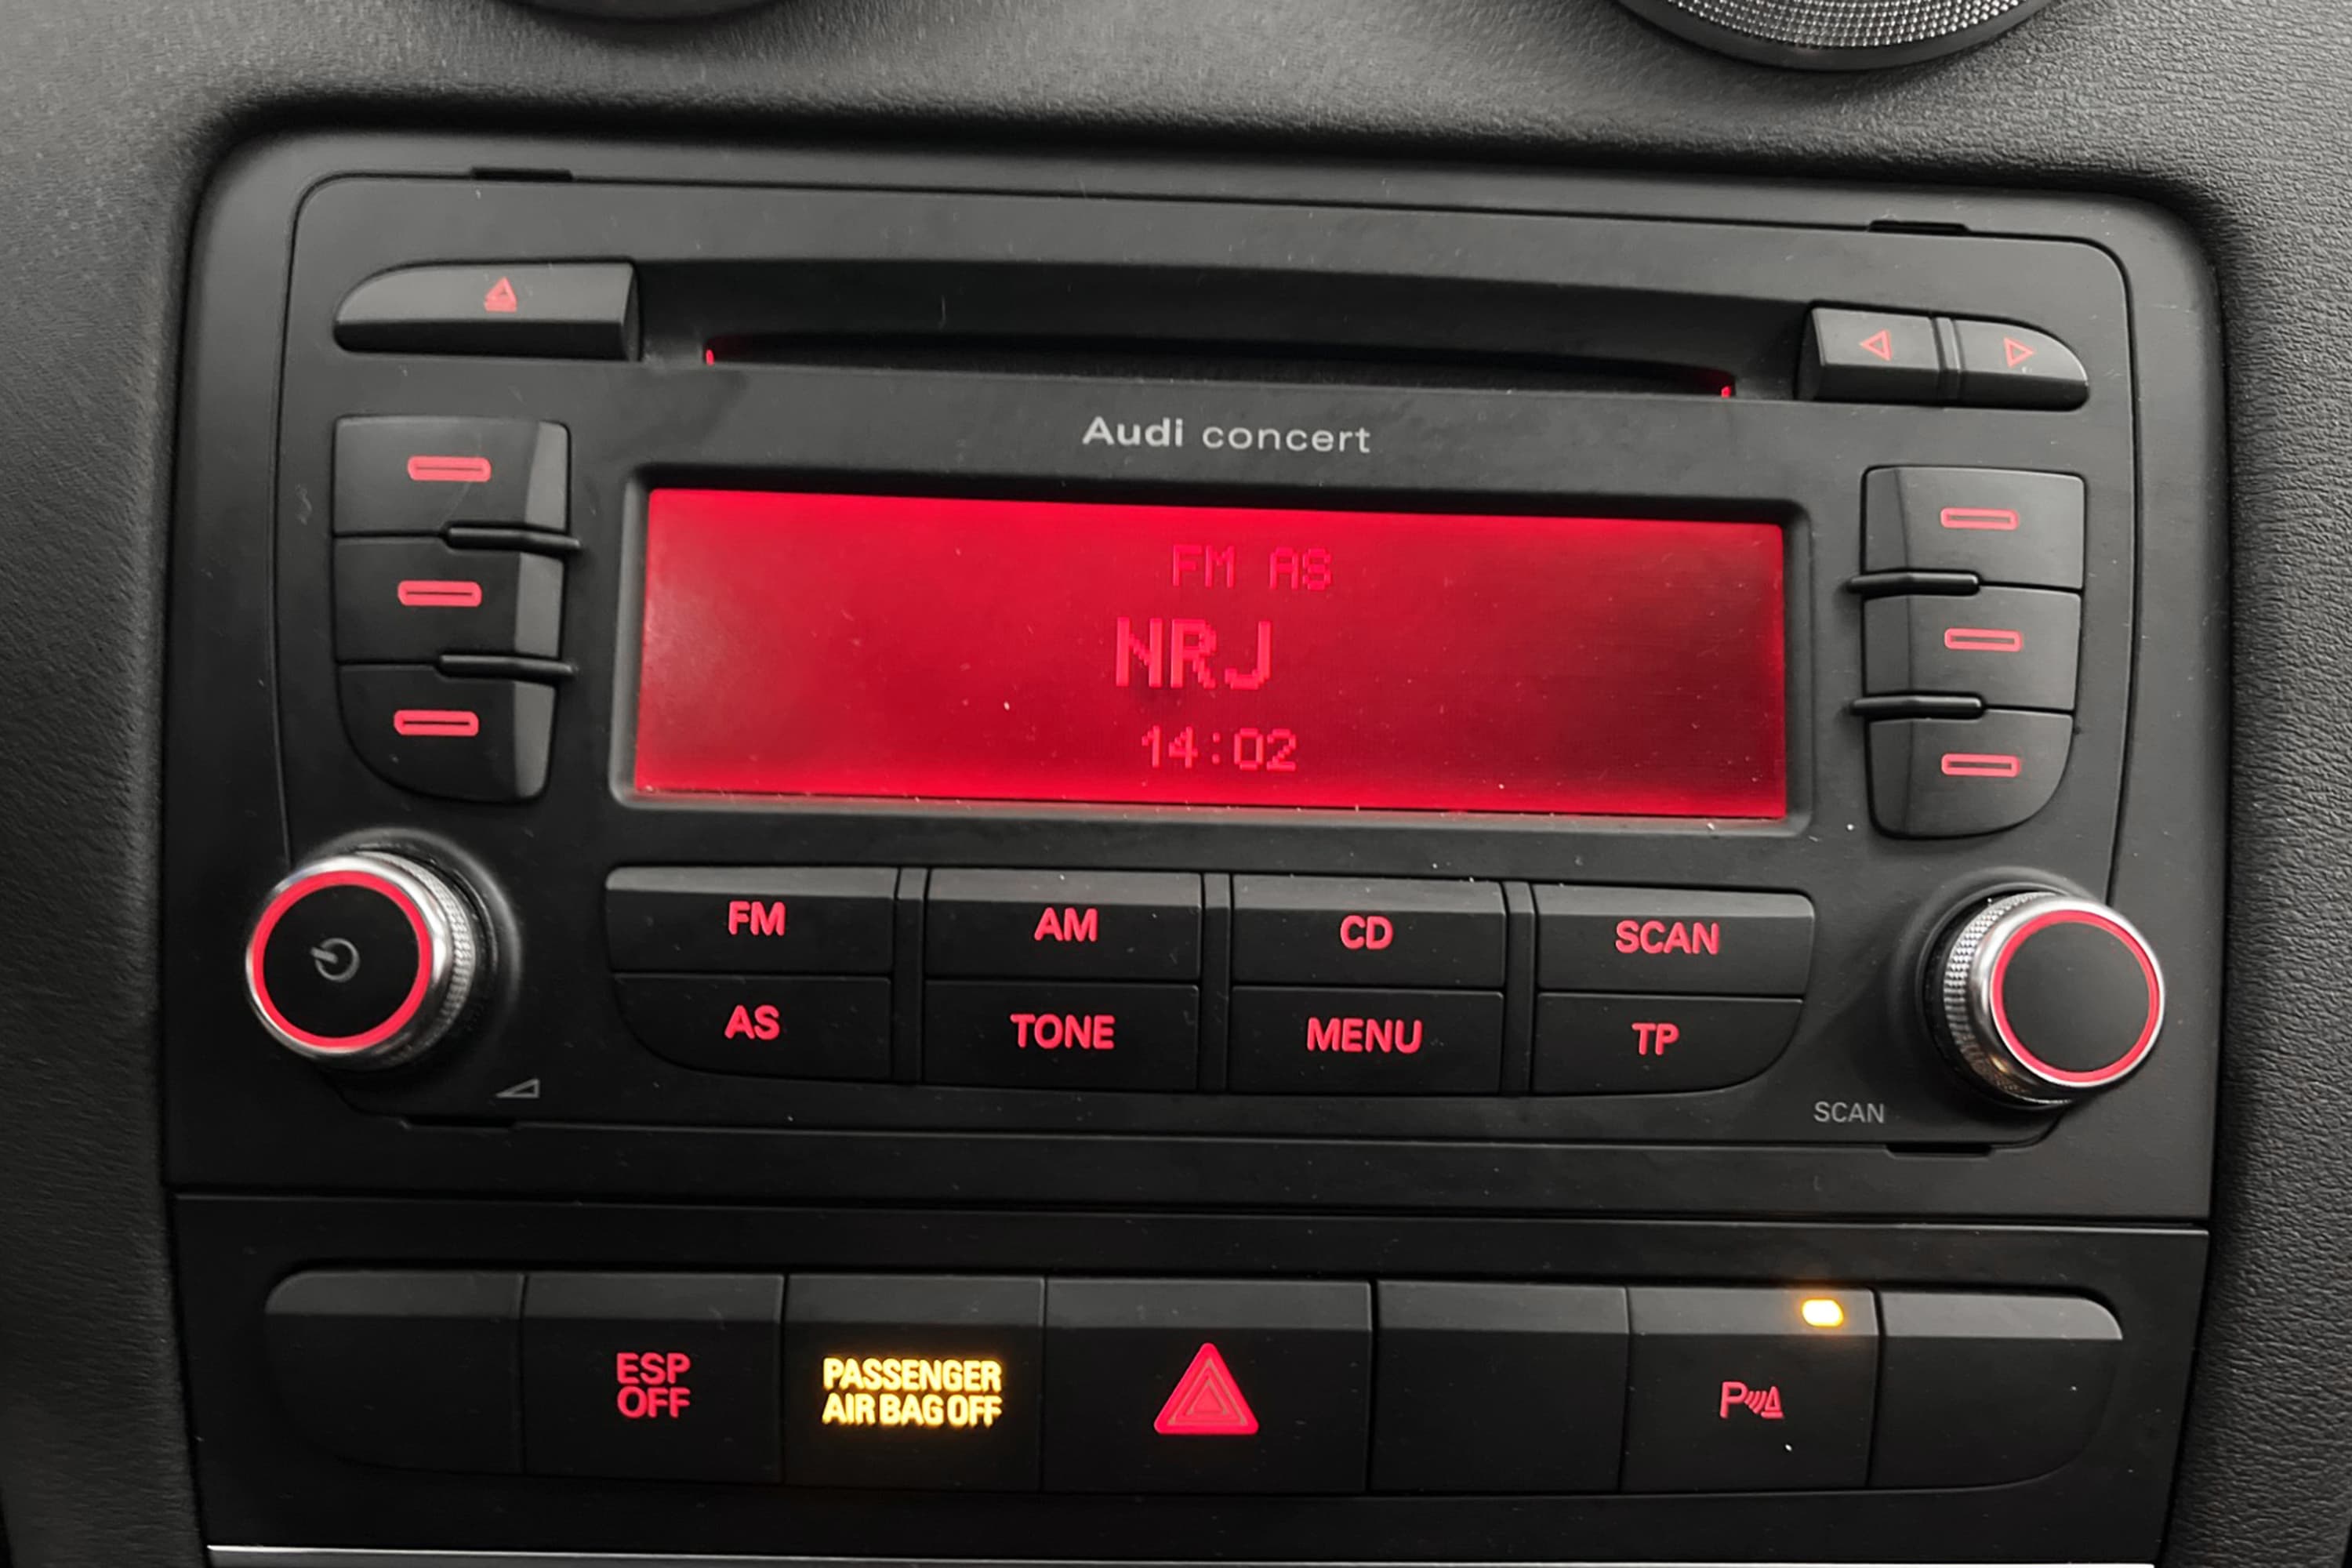 Audi concert
FM AS
NRJ
14:02
FM AM CD SCAN
AS TONE MENU TP
SCAN
ESP
OFF
PASSENGER
AIR BAG OFF
P